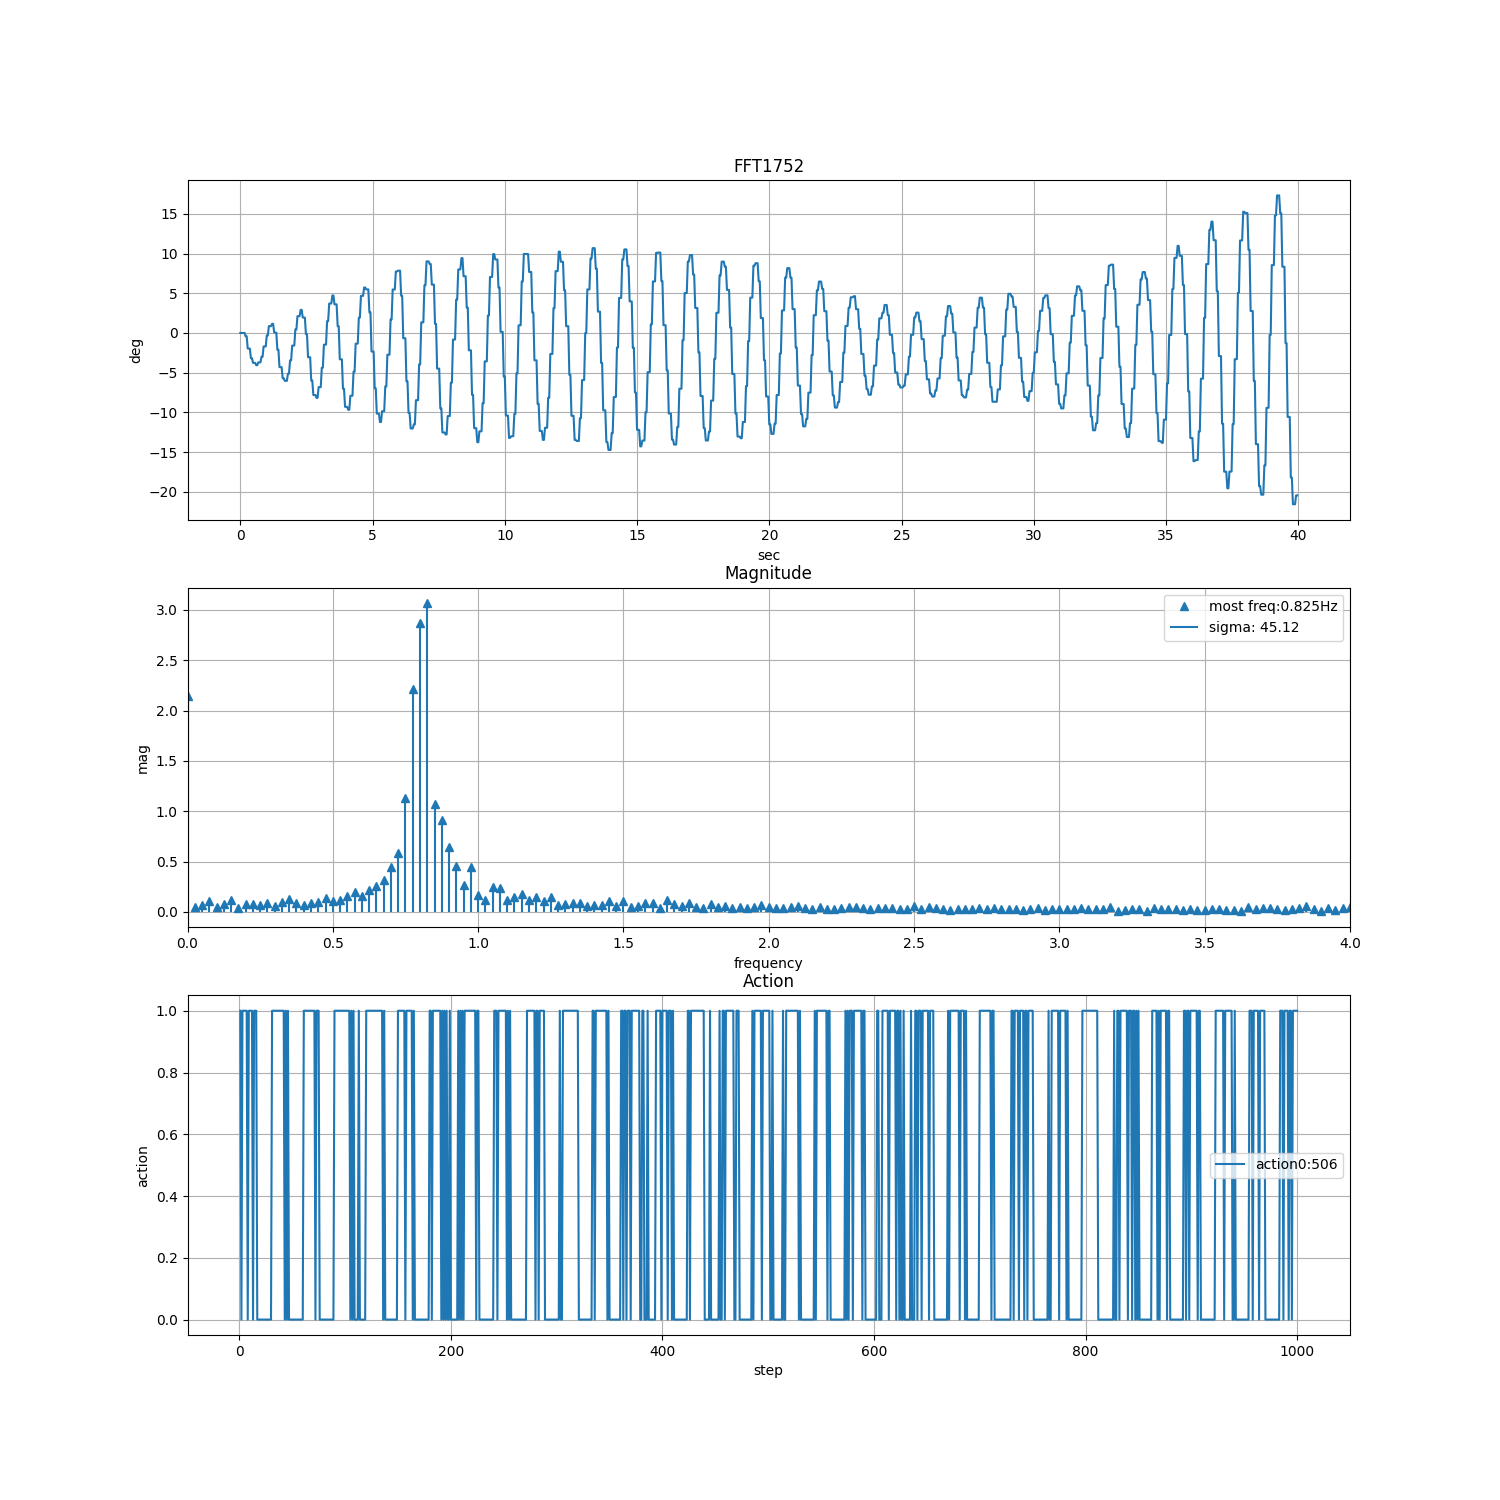 FFT1752
15
10
5
0
−5
−10
−15
−20
deg
0 5 10 15 20 25 30 35 40
sec
Magnitude
3.0
2.5
2.0
1.5
1.0
0.5
0.0
mag
most freq:0.825Hz
sigma: 45.12
0.0 0.5 1.0 1.5 2.0 2.5 3.0 3.5 4.0
frequency
Action
1.0
0.8
0.6
0.4
0.2
0.0
action
action0:506
0 200 400 600 800 1000
step